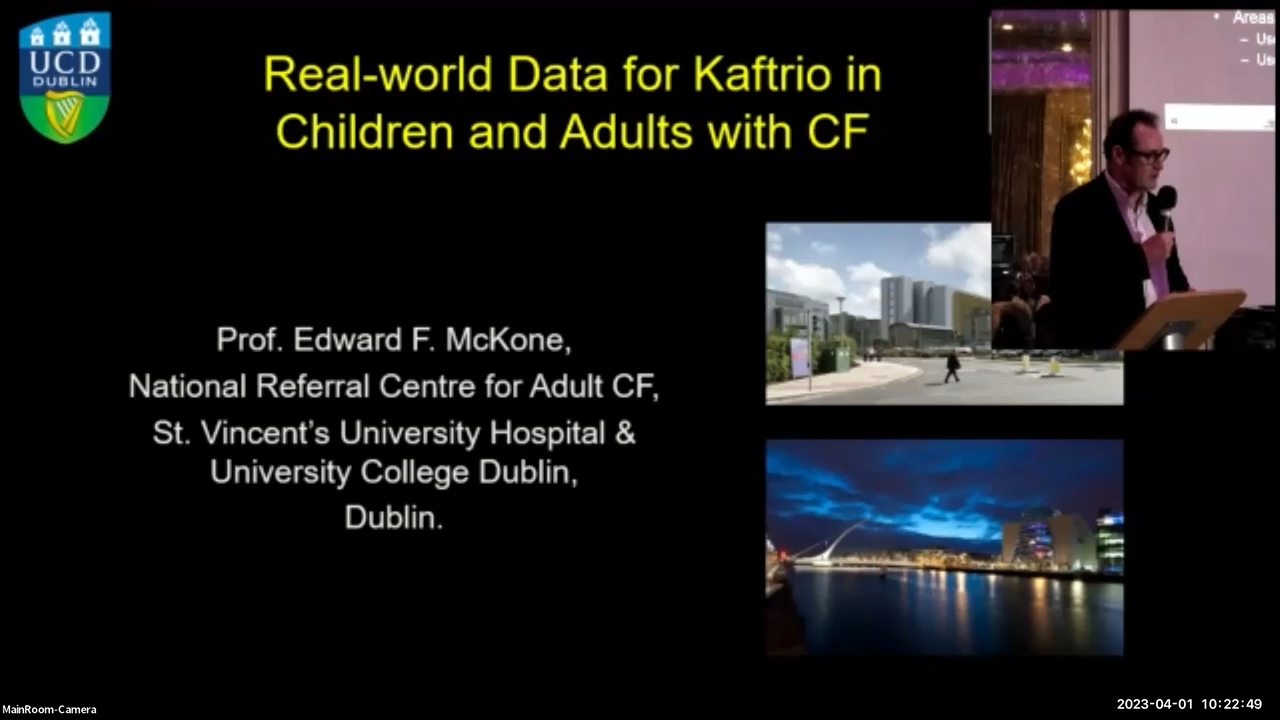 UCD
DUBLIN
Real-world Data for Kaftrio in
Children and Adults with CF
• Areas
– Us
– Us
Prof. Edward F. McKone,
National Referral Centre for Adult CF,
St. Vincent's University Hospital &
University College Dublin,
Dublin.
MainRoom-Camera
2023-04-01 10:22:49